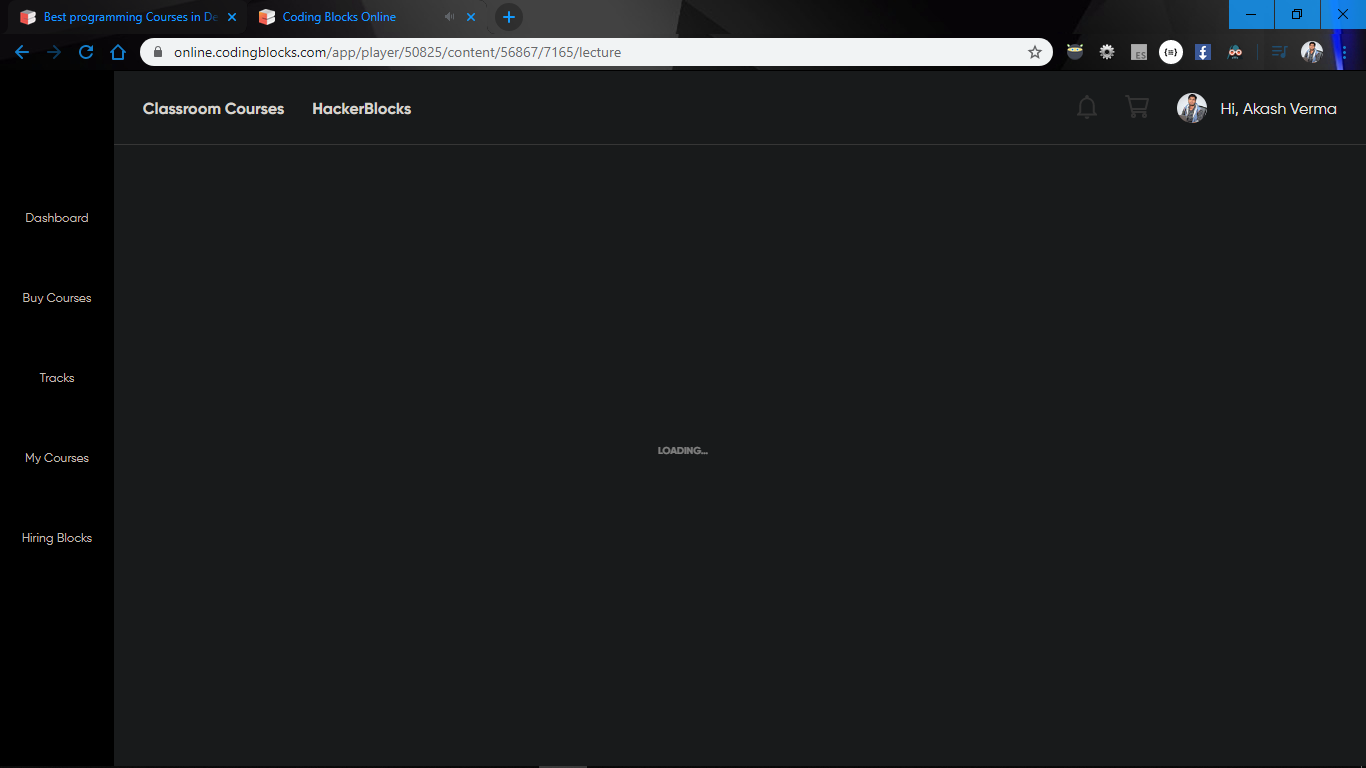 Best programming Courses in De
Coding Blocks Online
online.codingblocks.com/app/player/50825/content/56867/7165/lecture
ES
Classroom Courses
HackerBlocks
Hi, Akash Verma
Dashboard
Buy Courses
Tracks
My Courses
Hiring Blocks
LOADING...